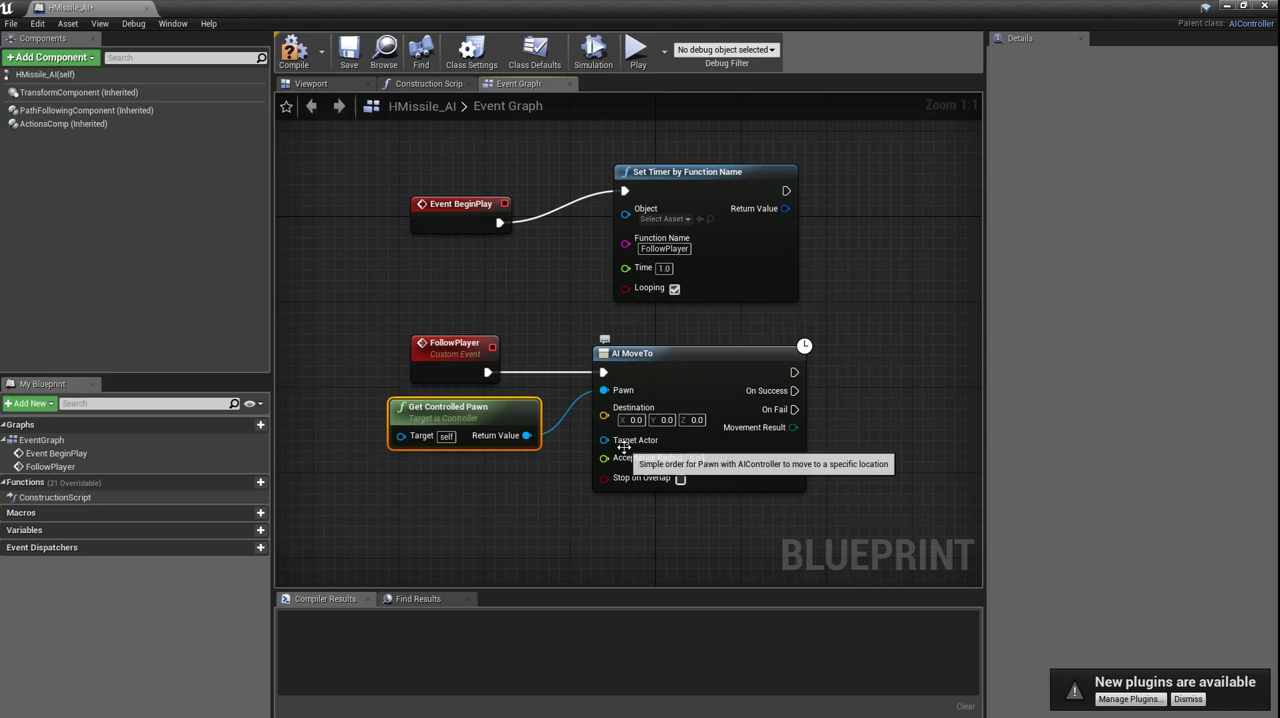 HMissile_AI*
File Edit Asset View Debug Window Help
Parent class: AIController
Components
+Add Component
Search
HMissile_AI(self)
TransformComponent (Inherited)
PathFollowingComponent (Inherited)
ActionsComp (Inherited)
My Blueprint
+Add New
Search
Graphs
EventGraph
Event BeginPlay
FollowPlayer
Functions (21 Overridable)
ConstructionScript
Macros
Variables
Event Dispatchers
Compile
Save
Browse
Find
Class Settings
Class Defaults
Simulation
Play
No debug object selected
Debug Filter
Viewport
Construction Scrip
Event Graph
HMissile_AI > Event Graph
Zoom 1:1
Event BeginPlay
Set Timer by Function Name
Object
Select Asset
Return Value
Function Name
FollowPlayer
Time 1.0
Looping
FollowPlayer
Custom Event
Get Controlled Pawn
Target is Controller
Target self
Return Value
AI MoveTo
Pawn
On Success
Destination
X 0.0 Y 0.0 Z 0.0
On Fail
Movement Result
Target Actor
Simple order for Pawn with AIController to move to a specific location
Stop on Overlap
BLUEPRINT
Compiler Results
Find Results
Clear
Details
New plugins are available
Manage Plugins...
Dismiss